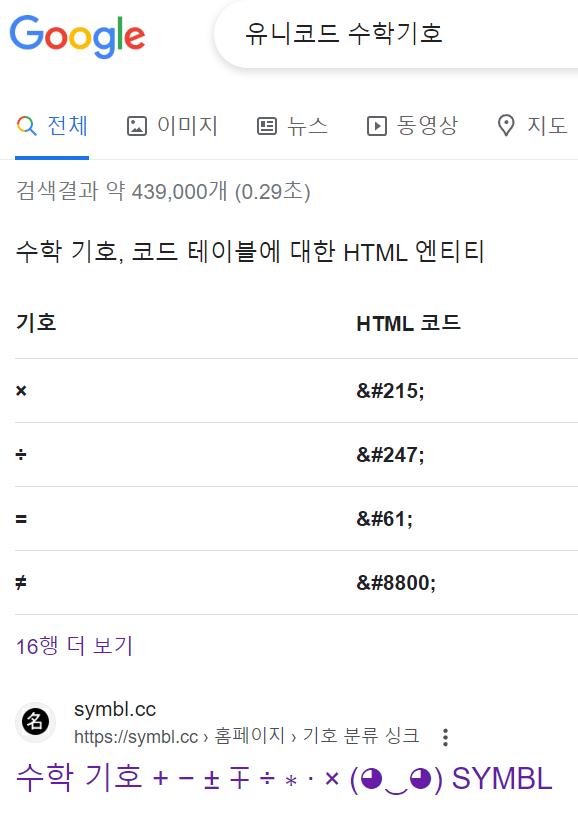 Google
유니코드 수학기호
전체 이미지 뉴스 동영상 지도
검색결과 약 439,000개 (0.29초)
수학 기호, 코드 테이블에 대한 HTML 엔티티
기호 HTML 코드
× &#215;
÷ &#247;
= &#61;
≠ &#8800;
16행 더 보기
名
symbl.cc
https://symbl.cc › 홈페이지 › 기호 분류 싱크
수학 기호 + − ± ∓ ÷ ∗ ∙ × (◕‿◕) SYMBL